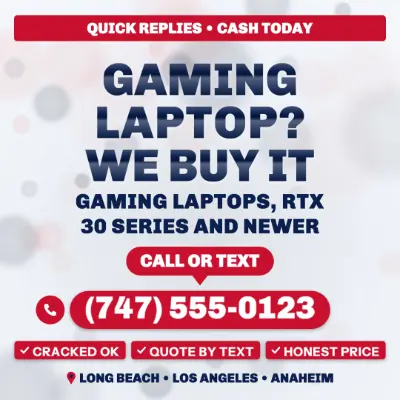 QUICK REPLIES • CASH TODAY
GAMING
LAPTOP?
WE BUY IT
GAMING LAPTOPS, RTX
30 SERIES AND NEWER
CALL OR TEXT
(747) 555-0123
CRACKED OK
QUOTE BY TEXT
HONEST PRICE
LONG BEACH • LOS ANGELES • ANAHEIM